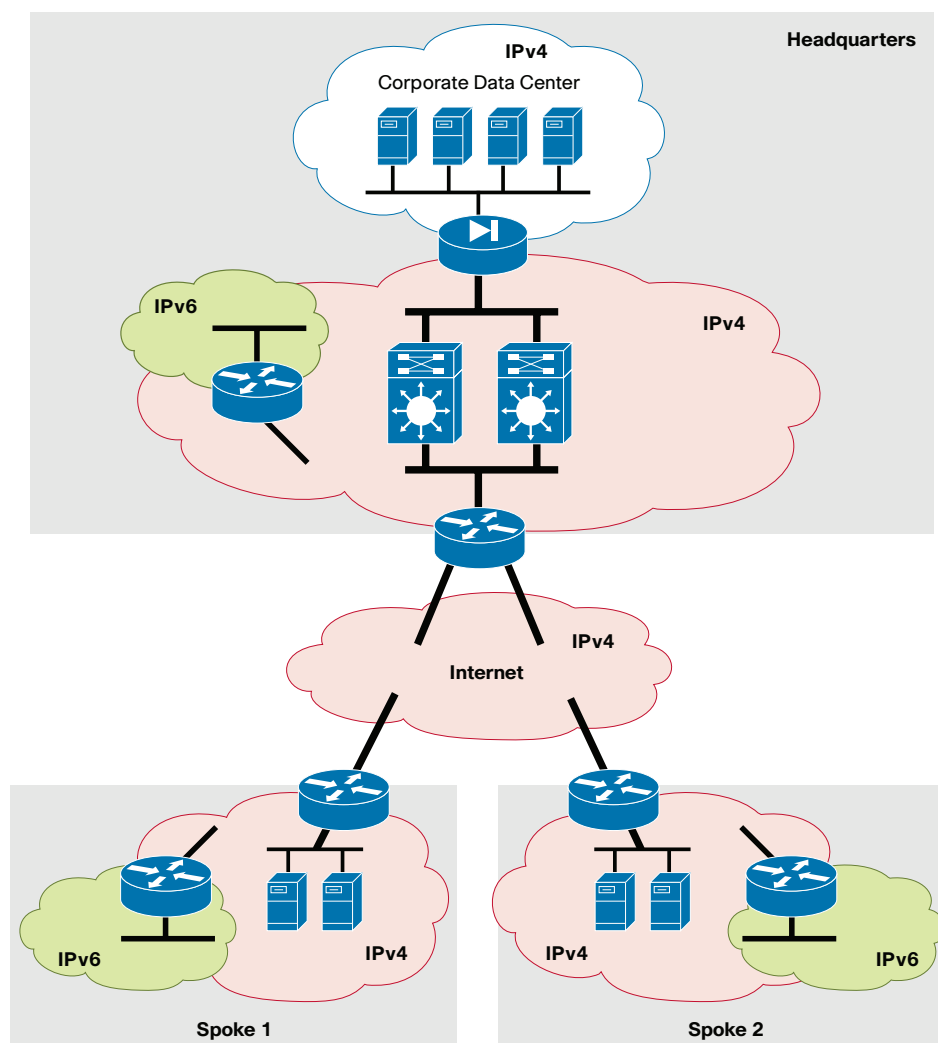 Headquarters
IPv4
Corporate Data Center
IPv6
IPv4
IPv4
Internet
IPv6
IPv4
Spoke 1
IPv4
IPv6
Spoke 2